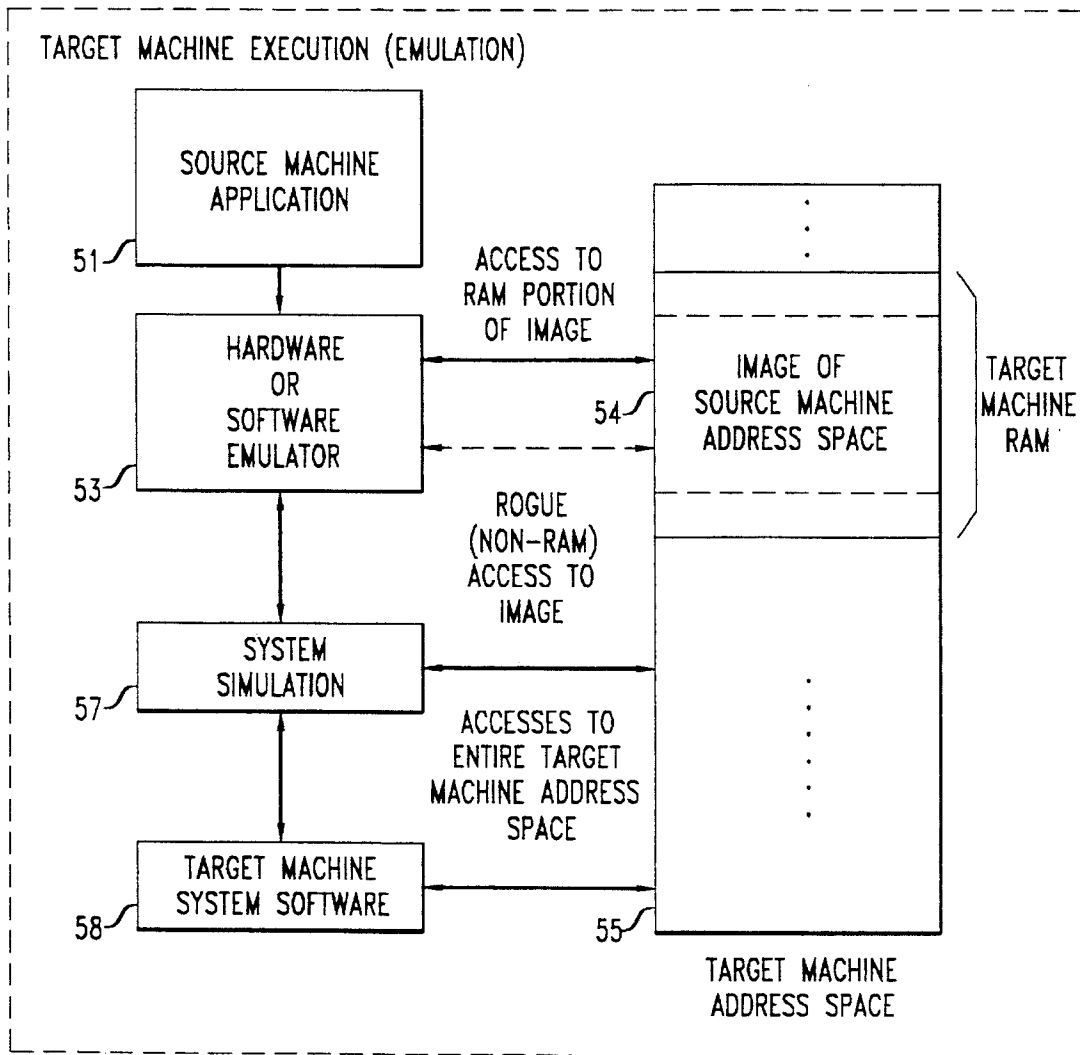 TARGET MACHINE EXECUTION (EMULATION)
SOURCE MACHINE
APPLICATION
51
ACCESS TO
RAM PORTION
OF IMAGE
HARDWARE
OR
SOFTWARE
EMULATOR
53
IMAGE OF
SOURCE MACHINE
ADDRESS SPACE
54
TARGET
MACHINE
RAM
ROGUE
(NON-RAM)
ACCESS TO
IMAGE
SYSTEM
SIMULATION
57
ACCESSES TO
ENTIRE TARGET
MACHINE ADDRESS
SPACE
TARGET MACHINE
SYSTEM SOFTWARE
58
55
TARGET MACHINE
ADDRESS SPACE